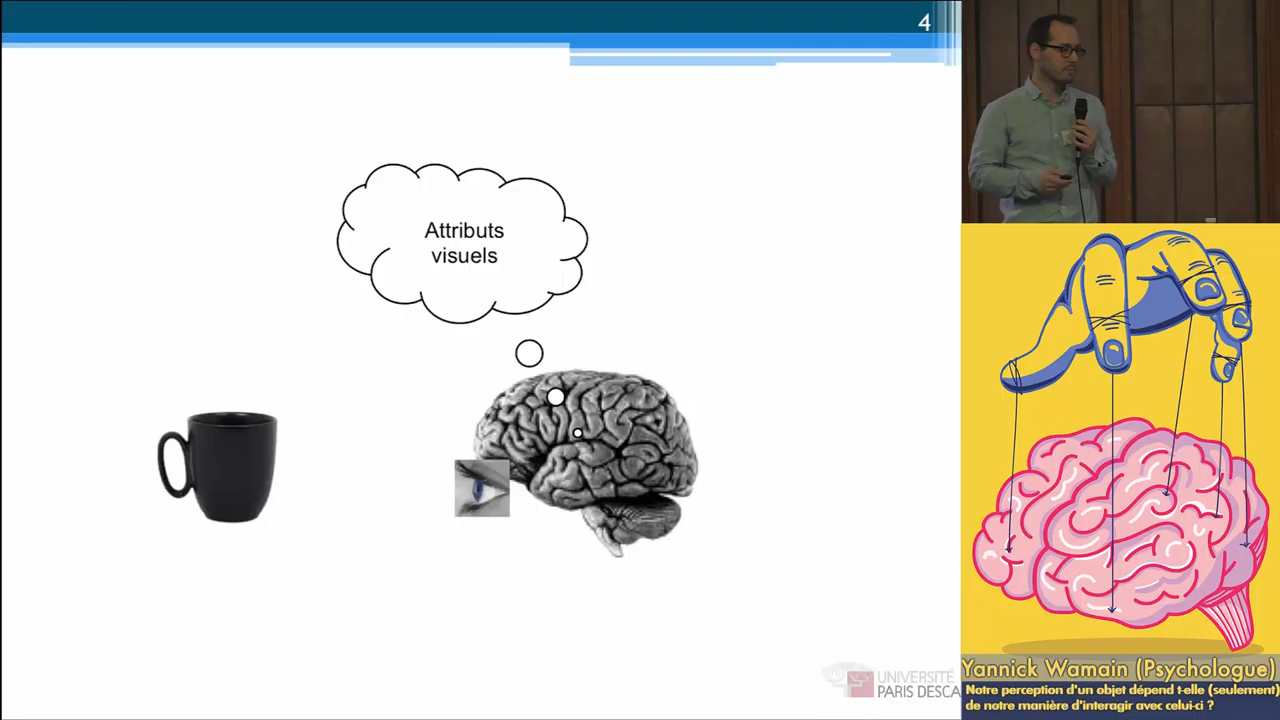 4
Attributs
visuels
UNIVERSITÉ
PARIS DESCA
Yannick Wamain (Psychologue)
Notre perception d'un objet dépend t-elle (seulement)
de notre manière d'interagir avec celui-ci ?